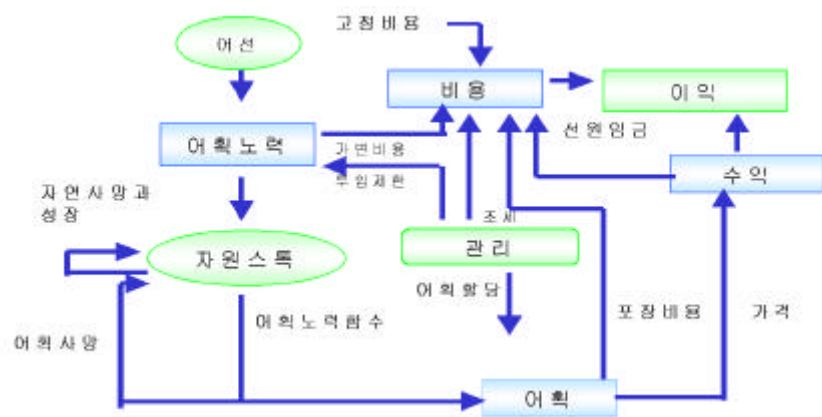 어선
고정비용
비용
이익
어획노력
가변비용
투입제한
선원임금
수익
자연사망과
성장
자원스톡
조세
관리
어획할당
어획노력함수
어획사망
포장비용
가격
어획